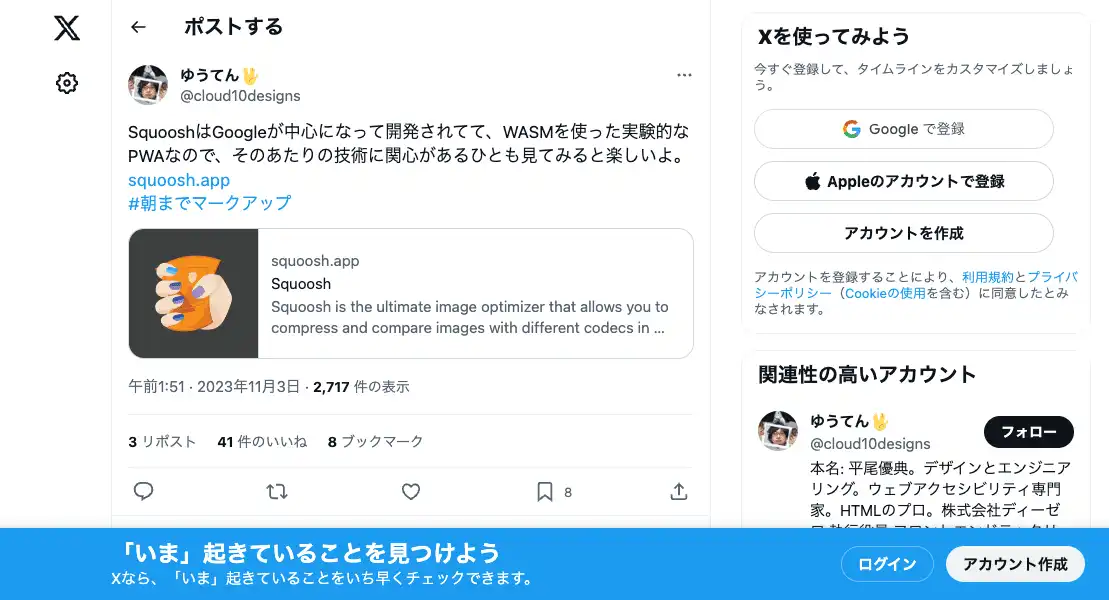 ポストする
ゆうてん🖖
@cloud10designs
SquooshはGoogleが中心になって開発されてて、WASMを使った実験的な
PWAなので、そのあたりの技術に関心があるひとも見てみると楽しいよ。
squoosh.app
#朝までマークアップ
squoosh.app
Squoosh
Squoosh is the ultimate image optimizer that allows you to
compress and compare images with different codecs in ...
午前1:51 · 2023年11月3日 · 2,717 件の表示
3 リポスト 41 件のいいね 8 ブックマーク
8
Xを使ってみよう
今すぐ登録して、タイムラインをカスタマイズしましょ
う。
Google で登録
Appleのアカウントで登録
アカウントを作成
アカウントを登録することにより、利用規約とプライバ
シーポリシー（Cookieの使用を含む）に同意したとみ
なされます。
関連性の高いアカウント
ゆうてん🖖
@cloud10designs
フォロー
本名: 平尾優典。デザインとエンジニア
リング。ウェブアクセシビリティ専門
家。HTMLのプロ。株式会社ディーゼ
ロ 執行役員 フロントエンドテックリ
「いま」起きていることを見つけよう
Xなら、「いま」起きていることをいち早くチェックできます。
ログイン
アカウント作成